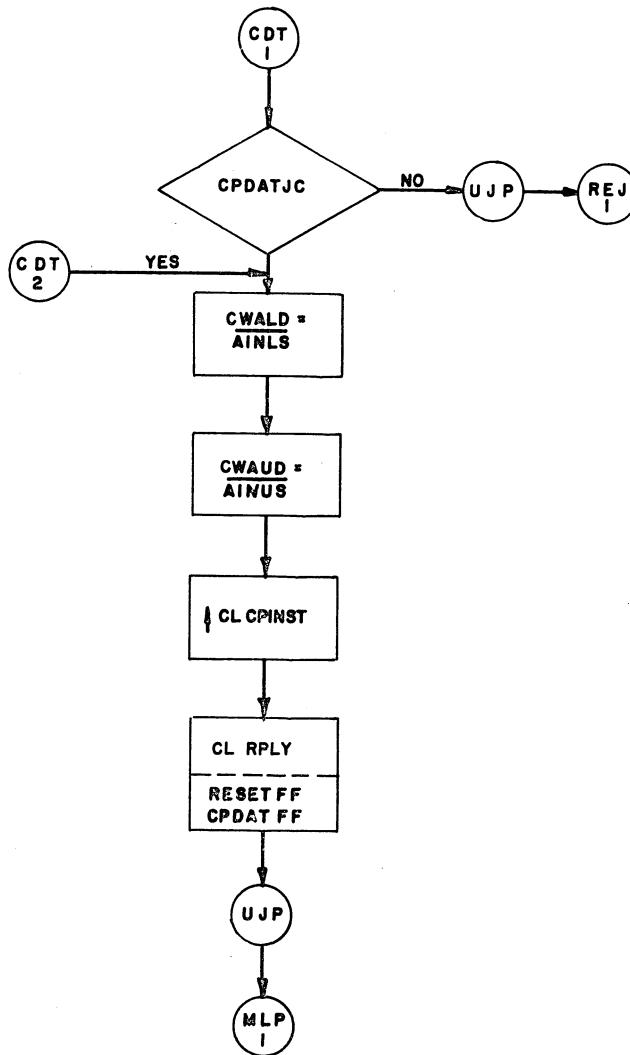 CDT
1
CPDATJC
NO
UJP
REJ
1
CDT
2
YES
CWALD =
AINLS
CWAUD =
AINUS
CL CPINST
CL RPLY
RESET FF
CPDAT FF
UJP
MLP
1